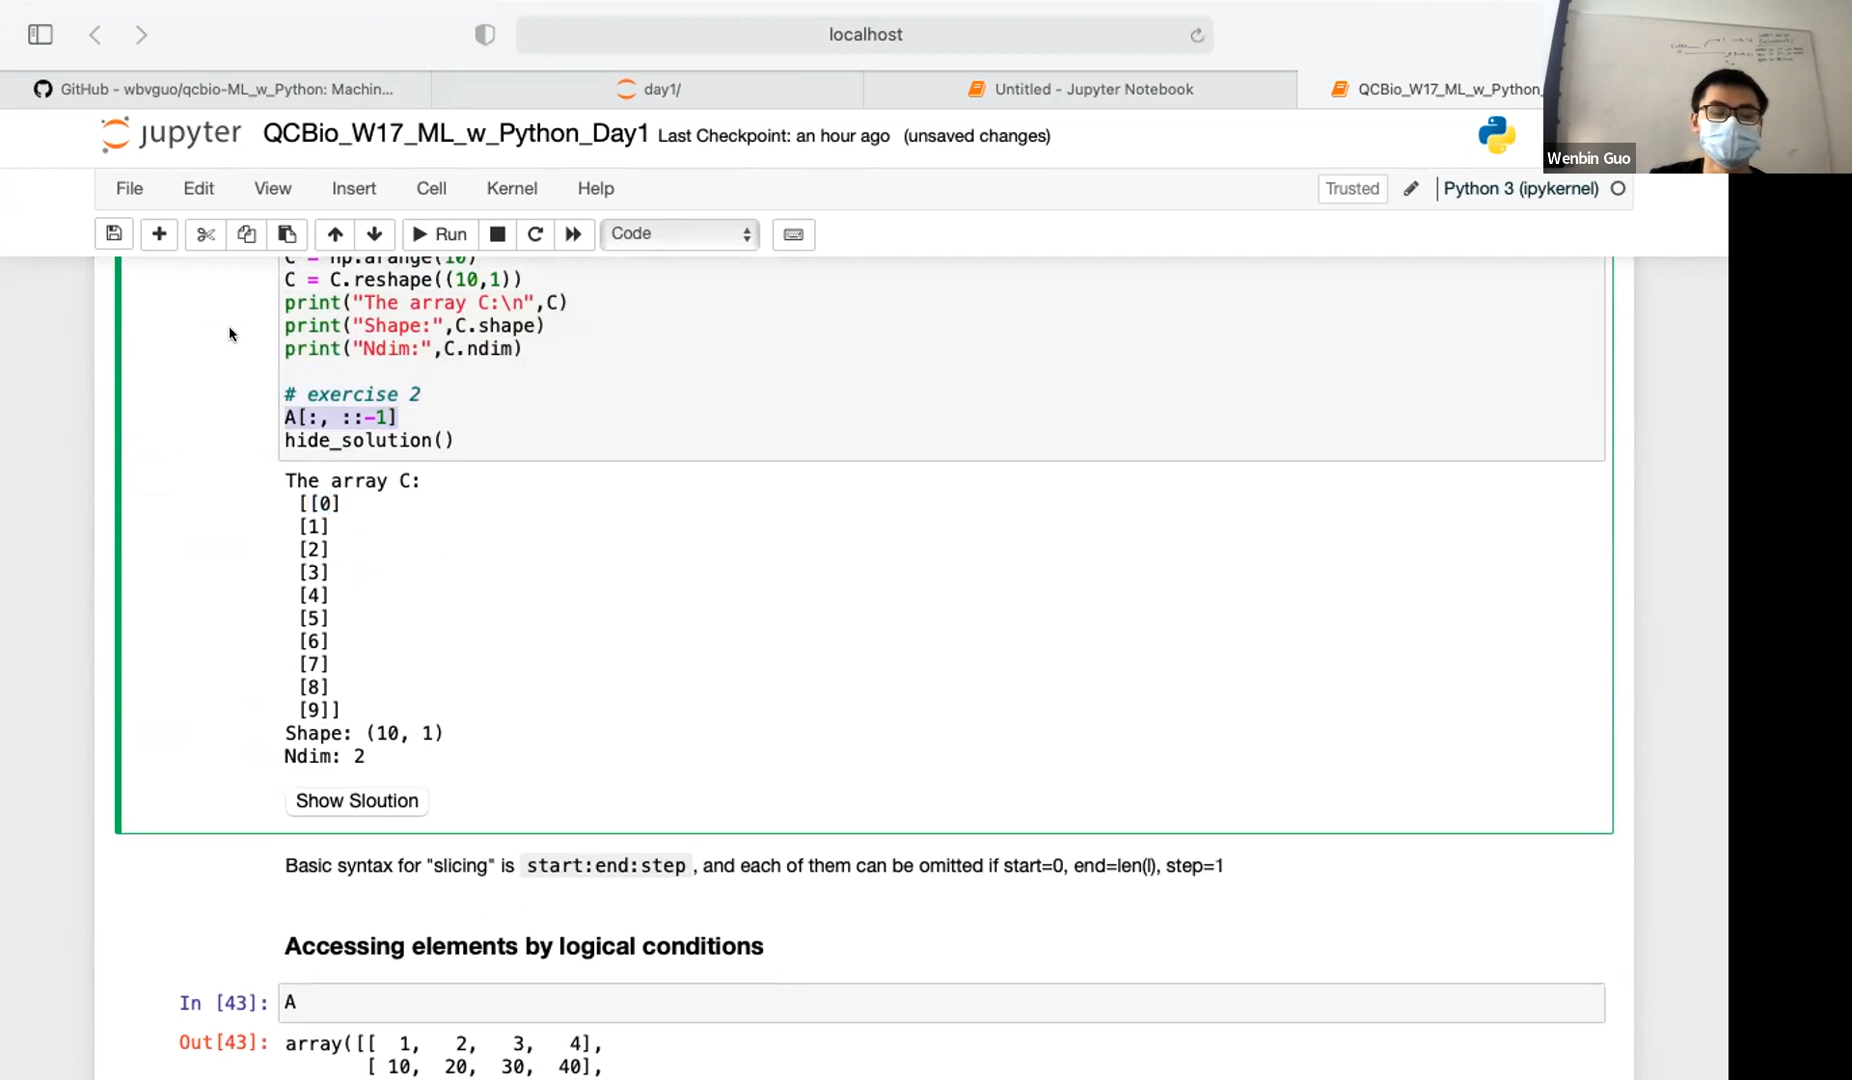 localhost
GitHub - wbvguo/qcbio-ML_w_Python: Machin...
day1/
Untitled - Jupyter Notebook
QCBio_W17_ML_w_Python_
jupyter QCBio_W17_ML_w_Python_Day1 Last Checkpoint: an hour ago (unsaved changes)
Wenbin Guo
File Edit View Insert Cell Kernel Help Trusted Python 3 (ipykernel)
Run Code
C = np.arange(10)
C = C.reshape((10,1))
print("The array C:\n",C)
print("Shape:",C.shape)
print("Ndim:",C.ndim)
# exercise 2
A[:, ::-1]
hide_solution()
The array C:
[[0]
[1]
[2]
[3]
[4]
[5]
[6]
[7]
[8]
[9]]
Shape: (10, 1)
Ndim: 2
Show Sloution
Basic syntax for "slicing" is start:end:step , and each of them can be omitted if start=0, end=len(l), step=1
Accessing elements by logical conditions
In [43]: A
Out[43]: array([[ 1, 2, 3, 4],
[ 10, 20, 30, 40],